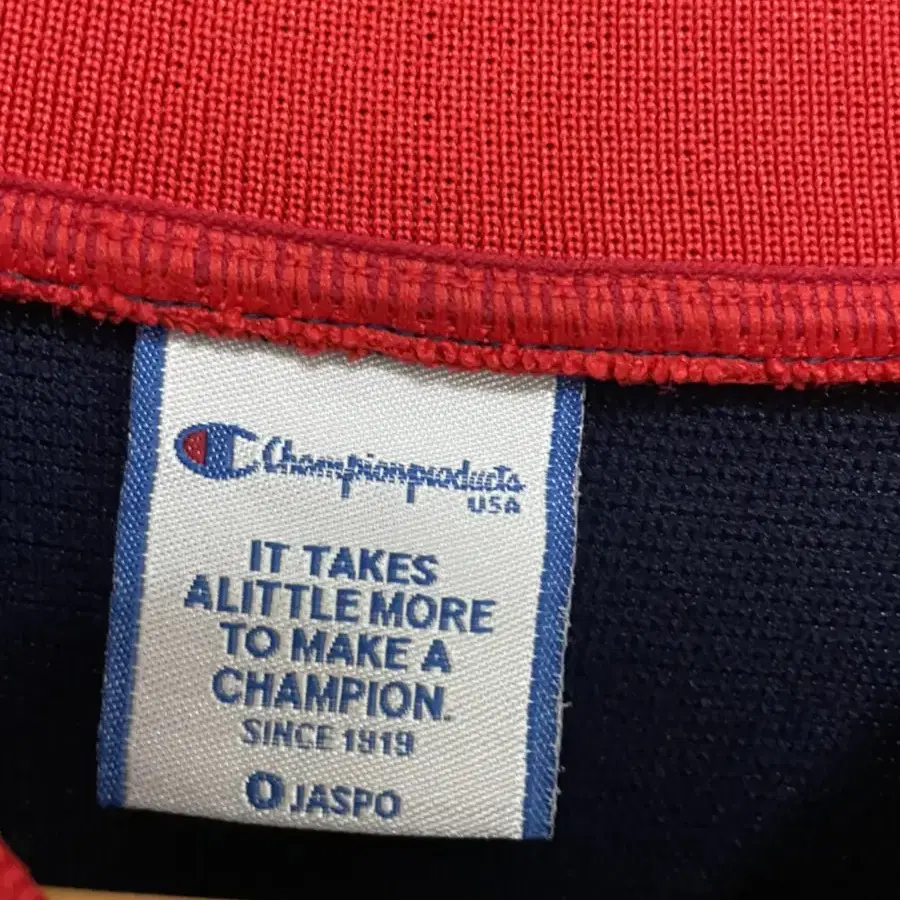 Championproducts
USA
IT TAKES
ALITTLE MORE
TO MAKE A
CHAMPION.
SINCE 1919
O JASPO